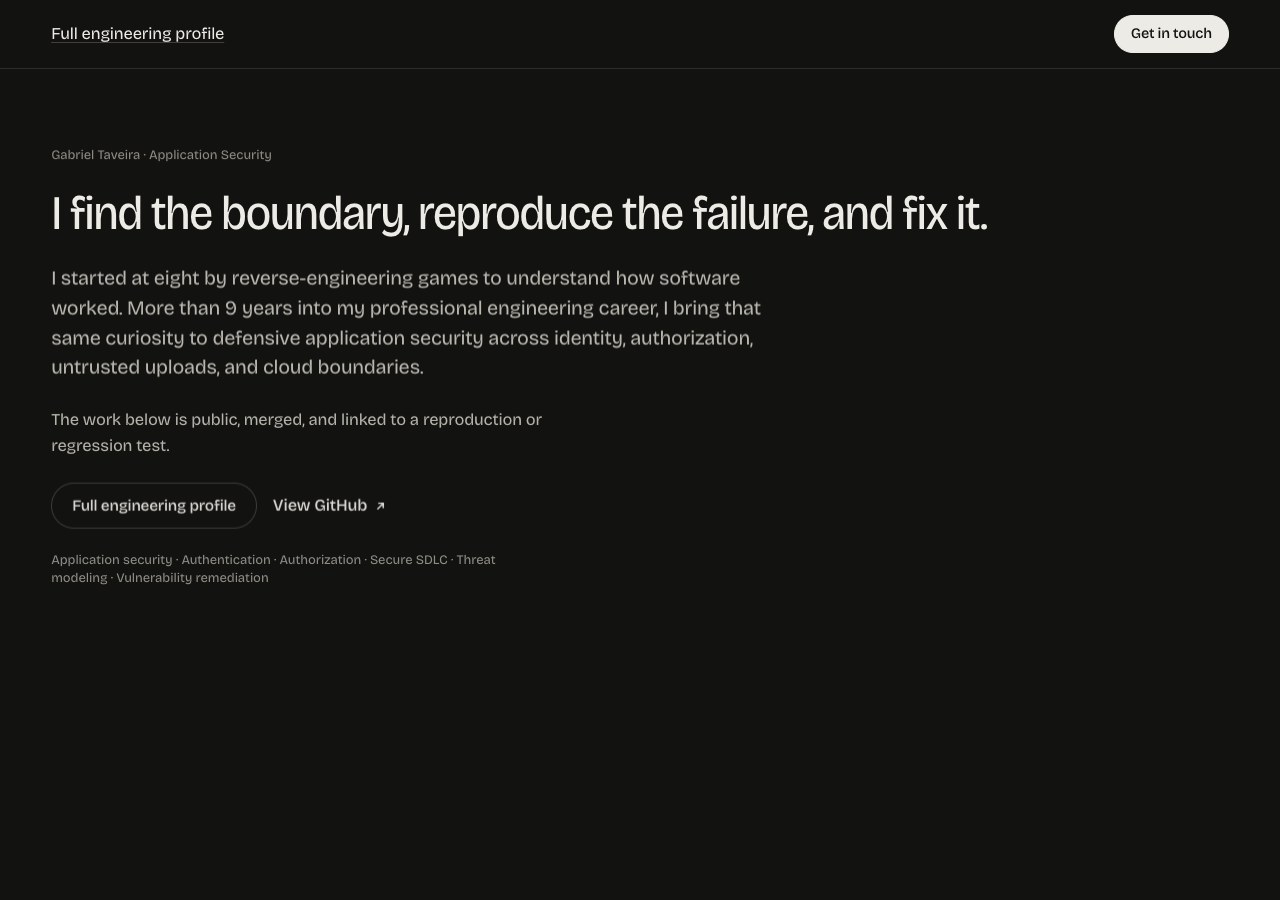 Full engineering profile
Get in touch
Gabriel Taveira · Application Security
I find the boundary, reproduce the failure, and fix it.
I started at eight by reverse-engineering games to understand how software
worked. More than 9 years into my professional engineering career, I bring that
same curiosity to defensive application security across identity, authorization,
untrusted uploads, and cloud boundaries.
The work below is public, merged, and linked to a reproduction or
regression test.
Full engineering profile
View GitHub ↗
Application security · Authentication · Authorization · Secure SDLC · Threat
modeling · Vulnerability remediation